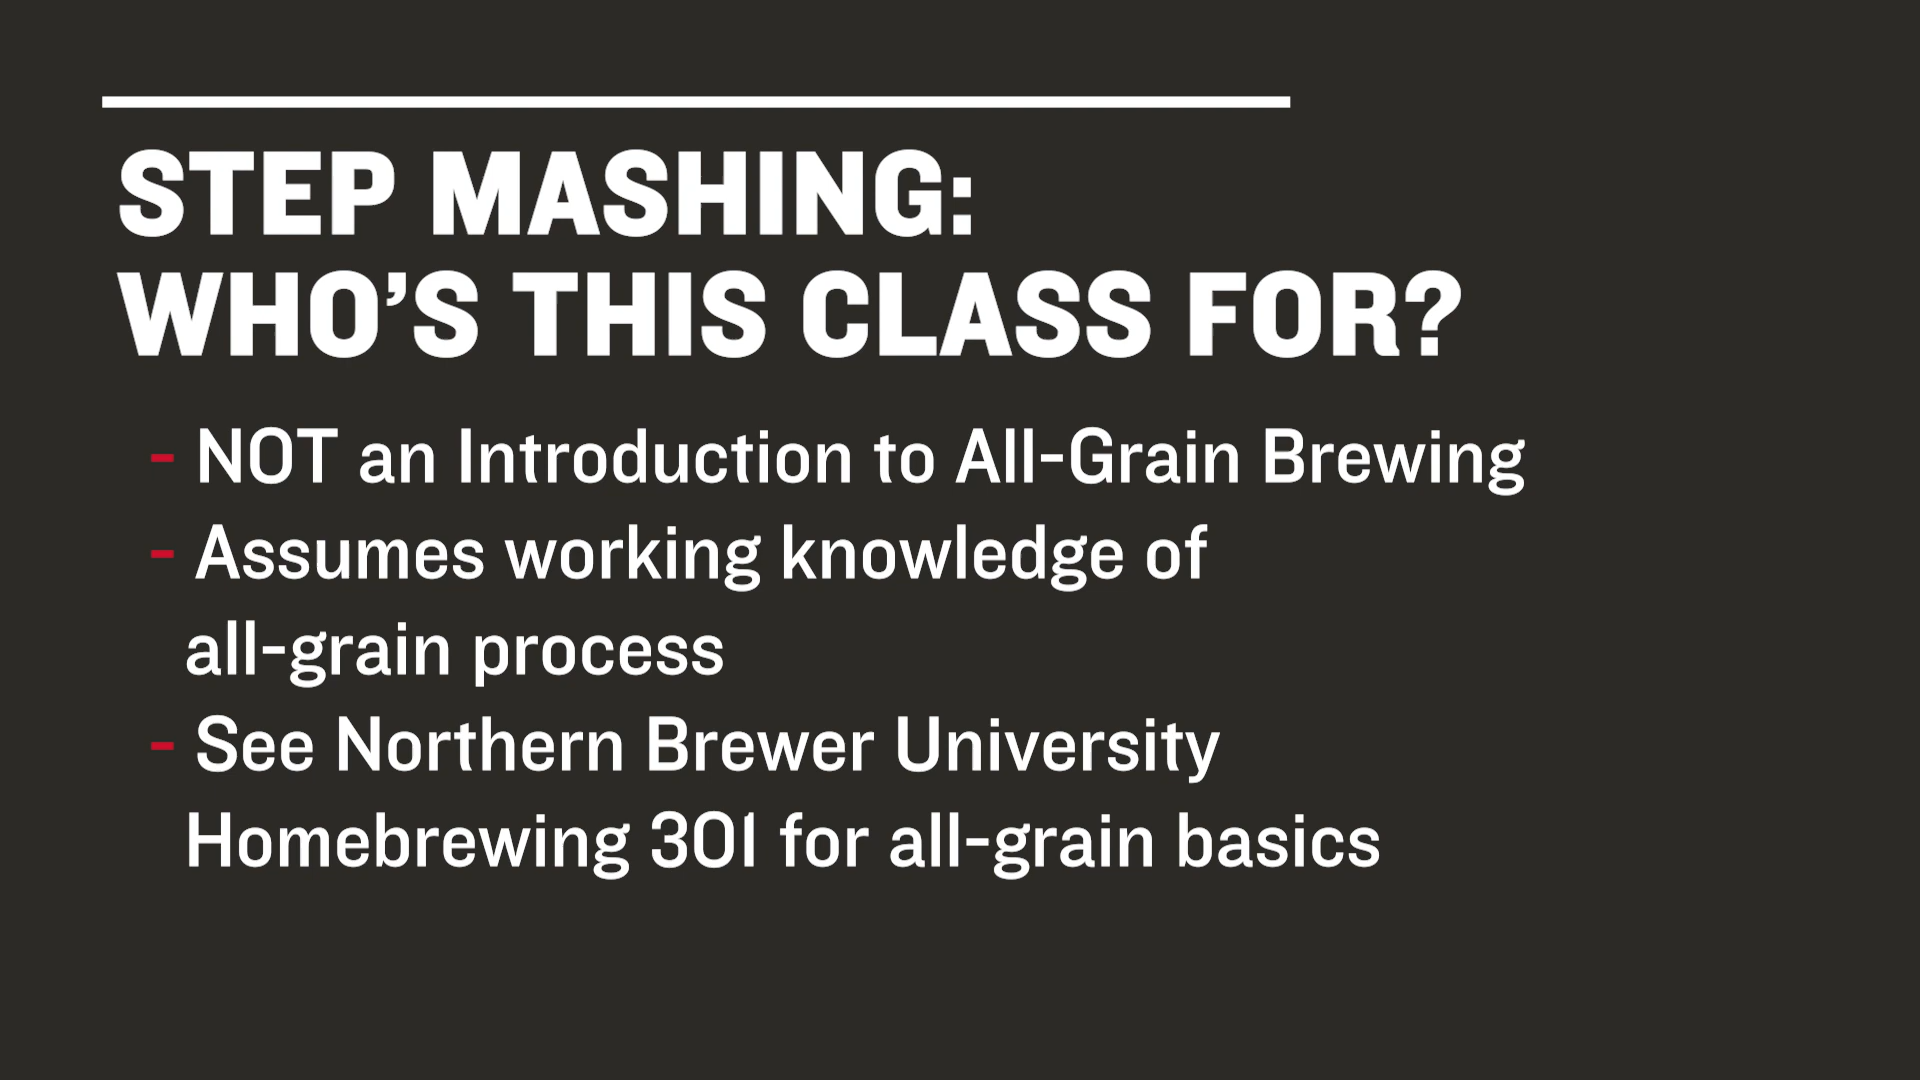 STEP MASHING:
WHO’S THIS CLASS FOR?
- NOT an Introduction to All-Grain Brewing
- Assumes working knowledge of
all-grain process
- See Northern Brewer University
Homebrewing 301 for all-grain basics